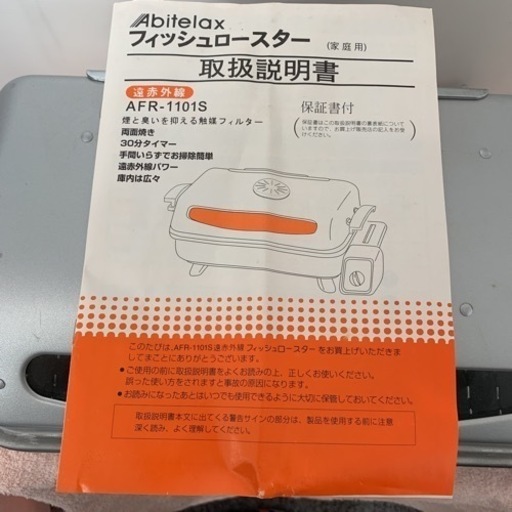 Abitelax
フィッシュロースター (家庭用)
取扱説明書
遠赤外線
AFR-1101S
煙と臭いを抑える触媒フィルター
両面焼き
30分タイマー
手間いらずでお掃除簡単
遠赤外線パワー
庫内は広々
保証書付
(保証書はこの取扱説明書の裏表紙について
いますので、お買上げ販売店の記入をお受
けください。)
このたびは、AFR-1101S遠赤外線フィッシュロースターをお買上げいただきま
してまことにありがとうございます。
●ご使用の前に取扱説明書をよくお読みの上、正しくお使いください。
誤った使い方をされますと事故の原因になります。
●お読みになったあとはいつでも使用できるように大切に保管しておいてください。
取扱説明書本文に出てくる警告サインの部分は、製品を使用する前に注意
深く読み、よく理解してください。